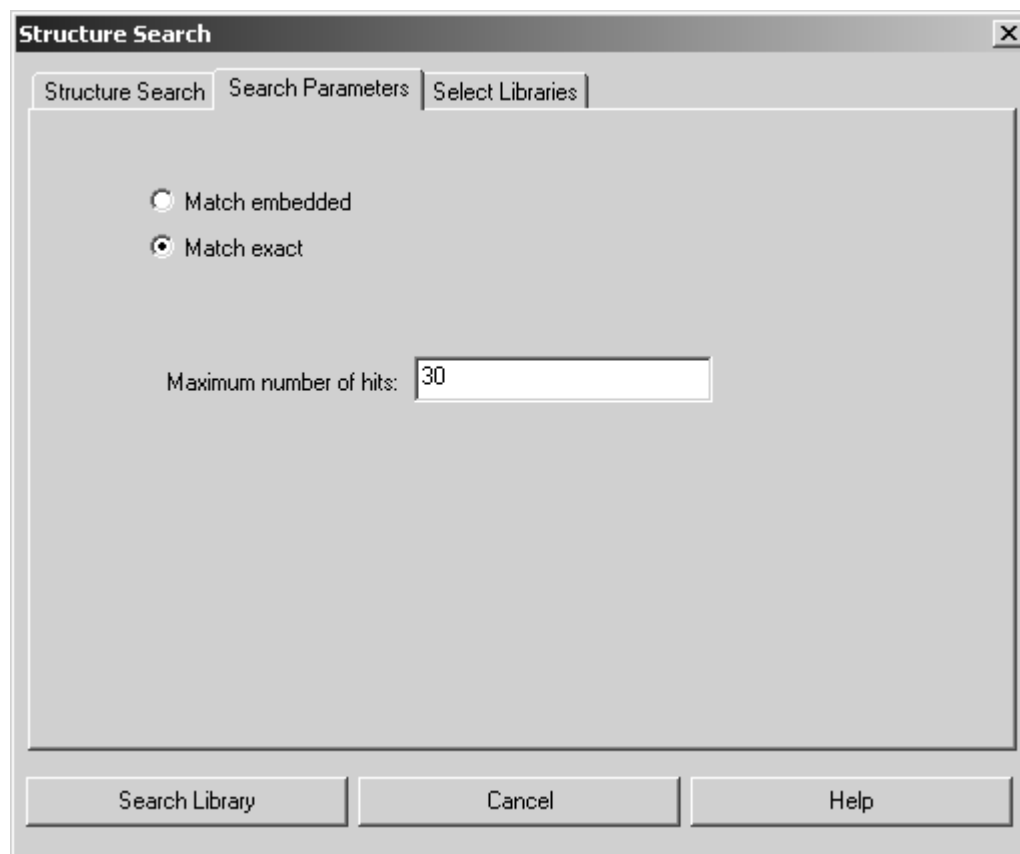 Structure Search
Structure Search Search Parameters Select Libraries
Match embedded
Match exact
Maximum number of hits: 30
Search Library Cancel Help